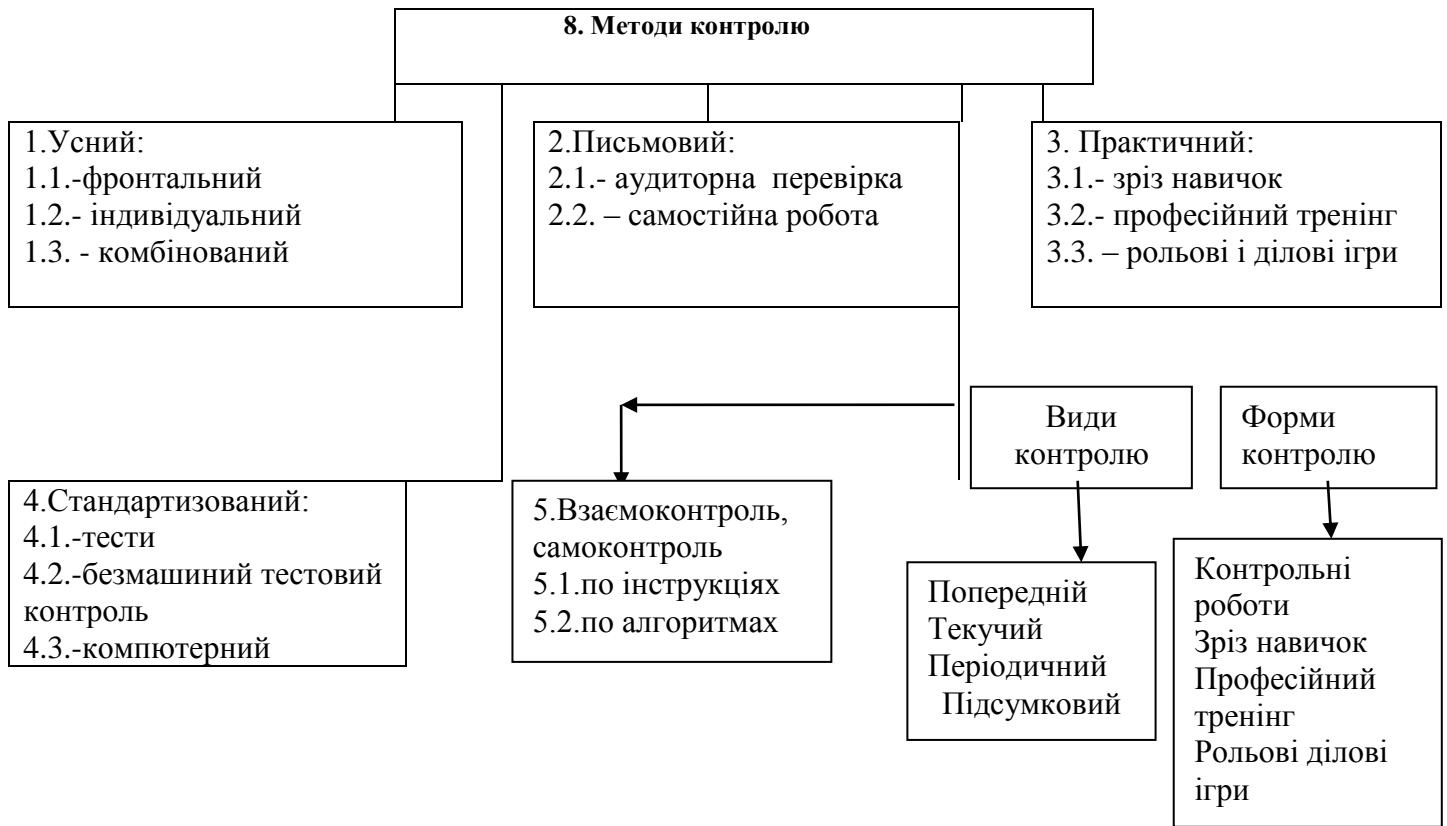 8. Методи контролю
1.Усний:
1.1.-фронтальний
1.2.- індивідуальний
1.3. - комбінований
2.Письмовий:
2.1.- аудиторна перевірка
2.2. – самостійна робота
3. Практичний:
3.1.- зріз навичок
3.2.- професійний тренінг
3.3. – рольові і ділові ігри
4.Стандартизований:
4.1.-тести
4.2.-безмашиний тестовий
контроль
4.3.-компютерний
5.Взаємоконтроль,
самоконтроль
5.1.по інструкціях
5.2.по алгоритмах
Види
контролю
Попередній
Текучий
Періодичний
Підсумковий
Форми
контролю
Контрольні
роботи
Зріз навичок
Професійний
тренінг
Рольові ділові
ігри